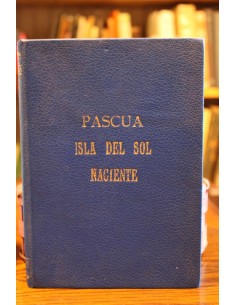 PASCUA
ISLA DEL SOL
NACIENTE